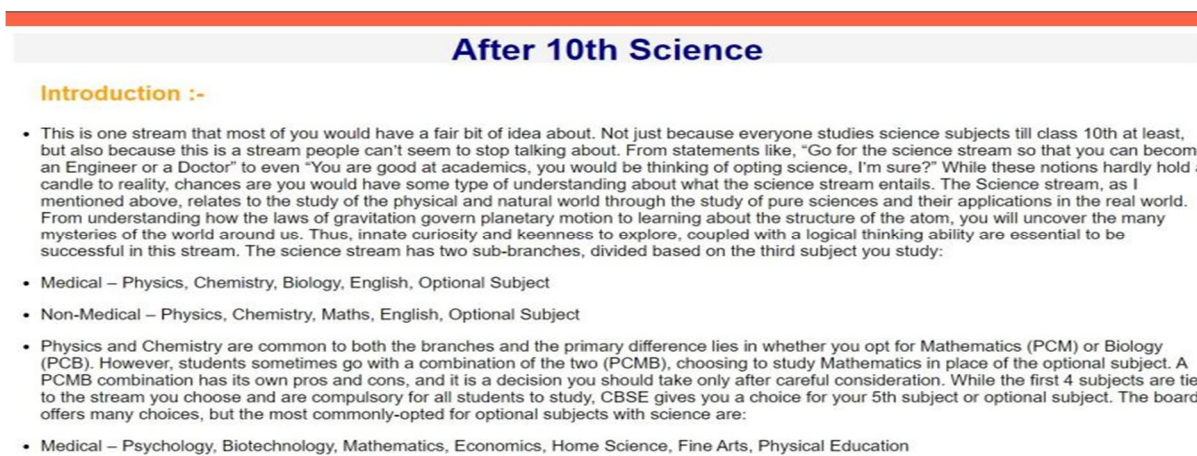 After 10th Science
Introduction :-
• This is one stream that most of you would have a fair bit of idea about. Not just because everyone studies science subjects till class 10th at least,
but also because this is a stream people can't seem to stop talking about. From statements like, “Go for the science stream so that you can becom
an Engineer or a Doctor” to even “You are good at academics, you would be thinking of opting science, I'm sure?” While these notions hardly hold a
candle to reality, chances are you would have some type of understanding about what the science stream entails. The Science stream, as I
mentioned above, relates to the study of the physical and natural world through the study of pure sciences and their applications in the real world.
From understanding how the laws of gravitation govern planetary motion to learning about the structure of the atom, you will uncover the many
mysteries of the world around us. Thus, innate curiosity and keenness to explore, coupled with a logical thinking ability are essential to be
successful in this stream. The science stream has two sub-branches, divided based on the third subject you study:
• Medical – Physics, Chemistry, Biology, English, Optional Subject
• Non-Medical – Physics, Chemistry, Maths, English, Optional Subject
• Physics and Chemistry are common to both the branches and the primary difference lies in whether you opt for Mathematics (PCM) or Biology
(PCB). However, students sometimes go with a combination of the two (PCMB), choosing to study Mathematics in place of the optional subject. A
PCMB combination has its own pros and cons, and it is a decision you should take only after careful consideration. While the first 4 subjects are tie
to the stream you choose and are compulsory for all students to study, CBSE gives you a choice for your 5th subject or optional subject. The board
offers many choices, but the most commonly-opted for optional subjects with science are:
• Medical – Psychology, Biotechnology, Mathematics, Economics, Home Science, Fine Arts, Physical Education